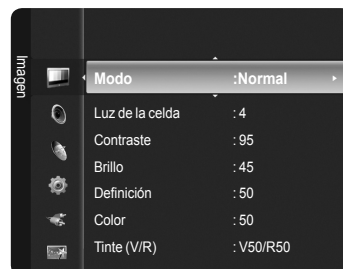 Imagen
Modo :Normal
Luz de la celda : 4
Contraste : 95
Brillo : 45
Definición : 50
Color : 50
Tinte (V/R) : V50/R50